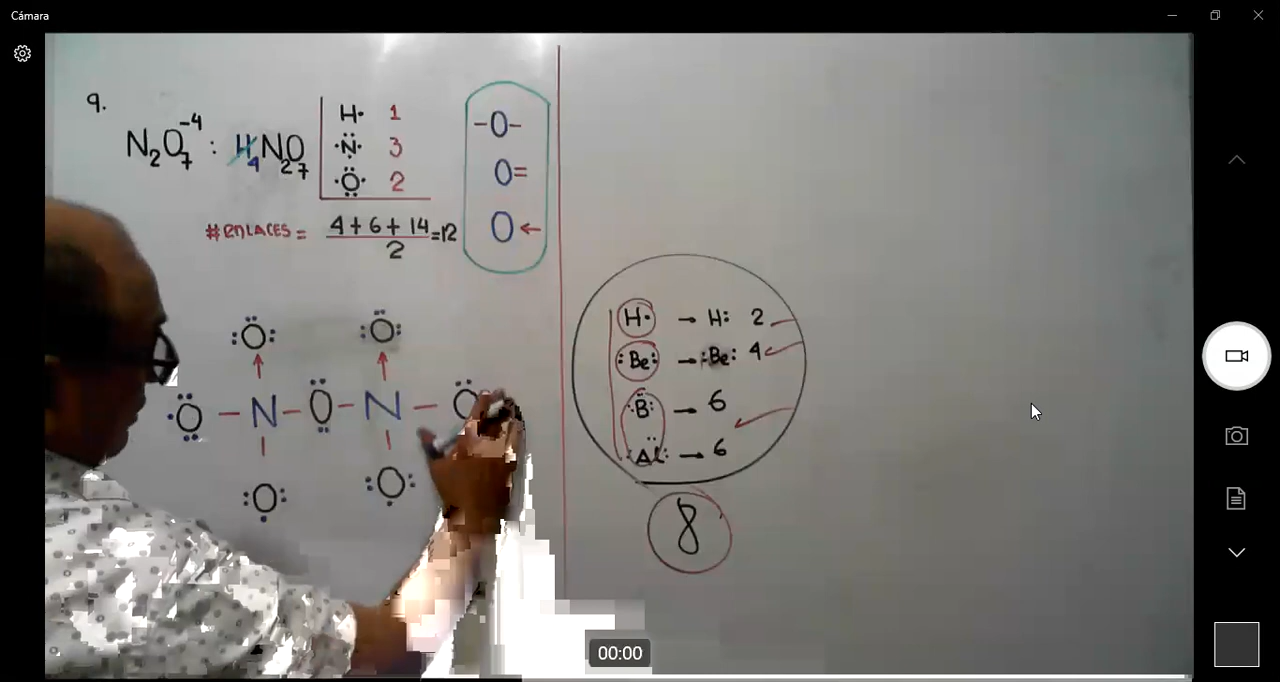 Cámara
9.
N₂O₇⁻⁴ : H₄N₂O₇
H· 1
·N̈· 3
·Ö· 2
-O-
O=
O←
#ENLACES = (4+6+14)/2 =12
:Ö: :Ö:
↑ ↑
·Ö: - N - Ö - N - Ö
| |
:O: :O:
H· → H: 2
:Be: → :Be: 4
B: → 6
:Al: → 6
8
00:00